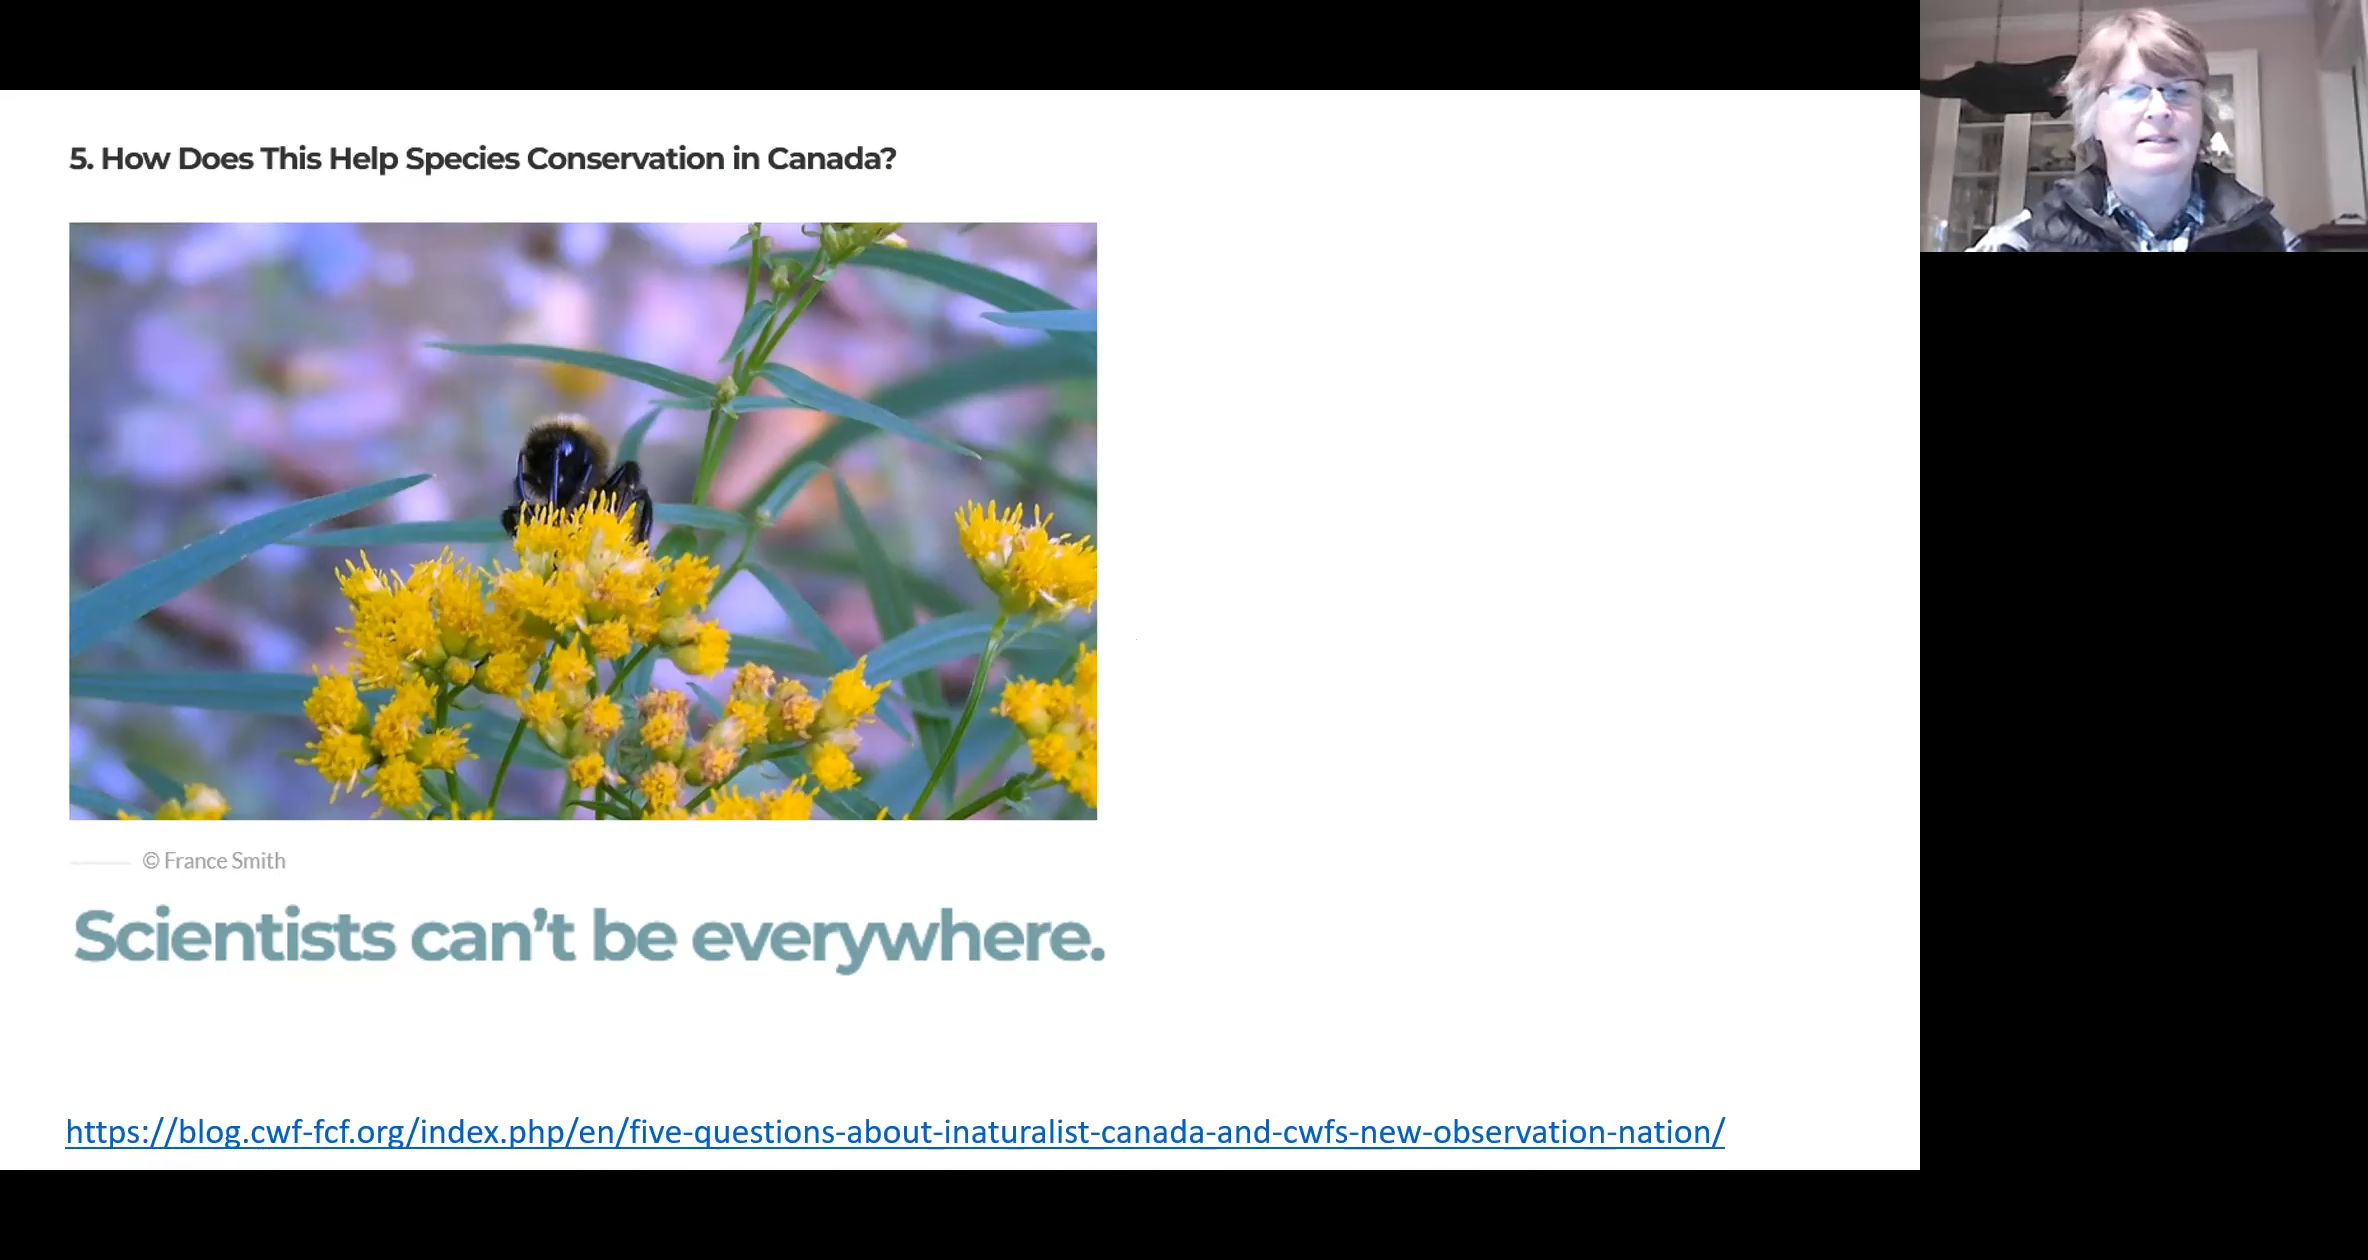 5. How Does This Help Species Conservation in Canada?
© France Smith
Scientists can’t be everywhere.
https://blog.cwf-fcf.org/index.php/en/five-questions-about-inaturalist-canada-and-cwfs-new-observation-nation/